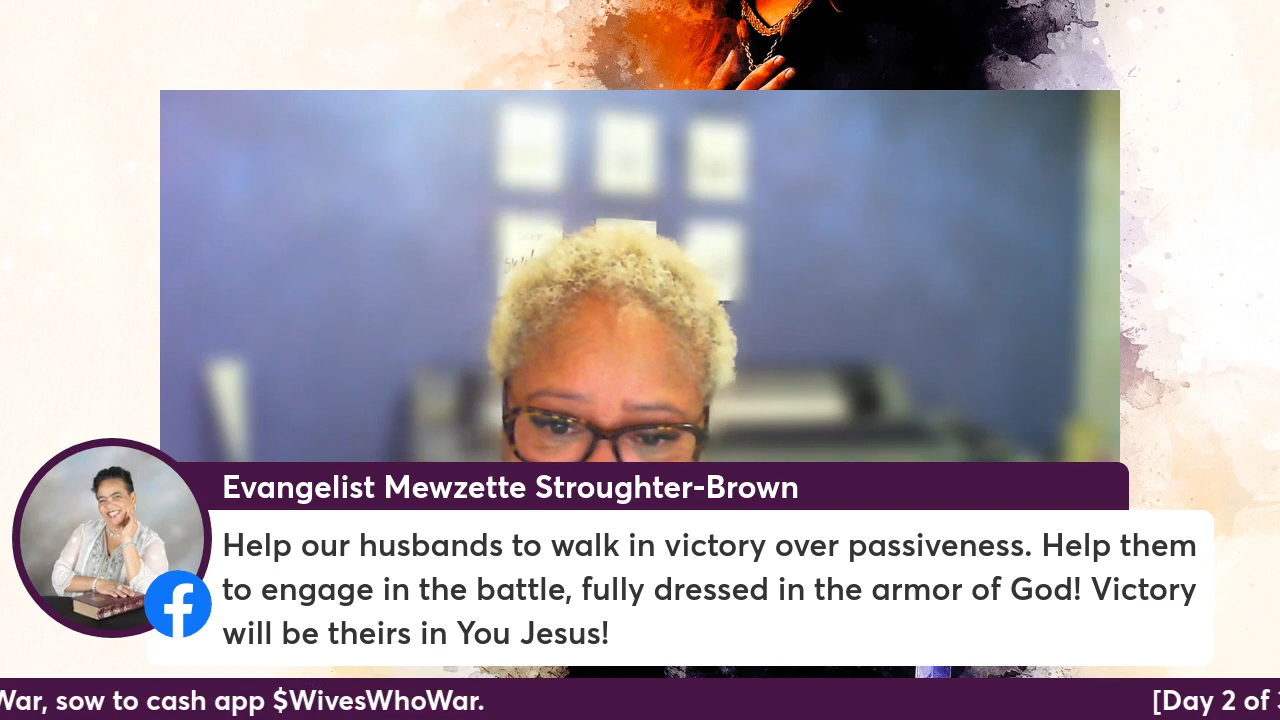 Evangelist Mewzette Stroughter-Brown
Help our husbands to walk in victory over passiveness. Help them
to engage in the battle, fully dressed in the armor of God! Victory
will be theirs in You Jesus!
War, sow to cash app $WivesWhoWar.
[Day 2 of